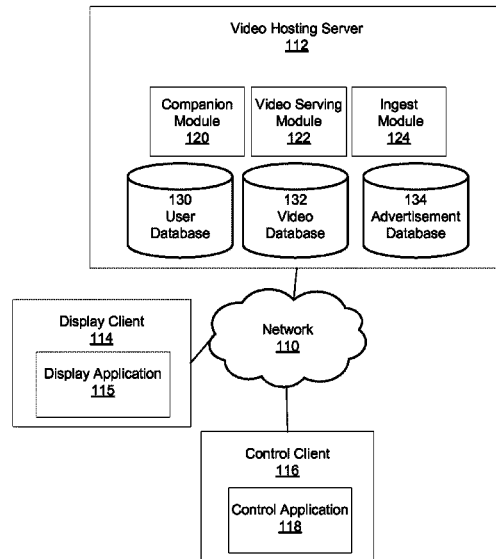 Video Hosting Server
112
Companion
Module
120
Video Serving
Module
122
Ingest
Module
124
130
User
Database
132
Video
Database
134
Advertisement
Database
Network
110
Display Client
114
Display Application
115
Control Client
116
Control Application
118